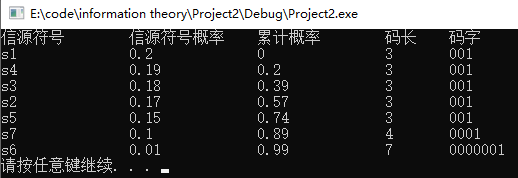 E:\code\information theory\Project2\Debug\Project2.exe
信源符号 信源符号概率 累计概率 码长 码字
s1 0.2 0 3 001
s4 0.19 0.2 3 001
s3 0.18 0.39 3 001
s2 0.17 0.57 3 001
s5 0.15 0.74 3 001
s7 0.1 0.89 4 0001
s6 0.01 0.99 7 0000001
请按任意键继续. . .